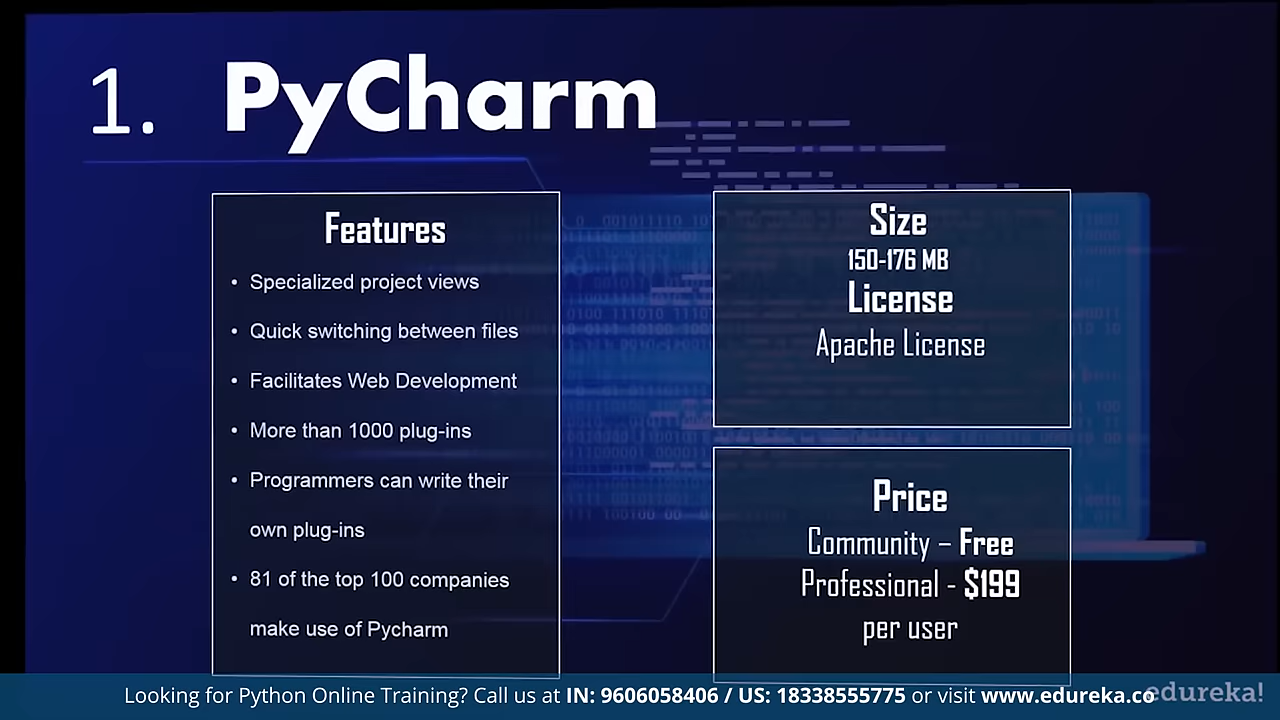 1. PyCharm
Features
• Specialized project views
• Quick switching between files
• Facilitates Web Development
• More than 1000 plug-ins
• Programmers can write their
own plug-ins
• 81 of the top 100 companies
make use of Pycharm
Size
150-176 MB
License
Apache License
Price
Community – Free
Professional - $199
per user
Looking for Python Online Training? Call us at IN: 9606058406 / US: 18338555775 or visit www.edureka.co
edureka!